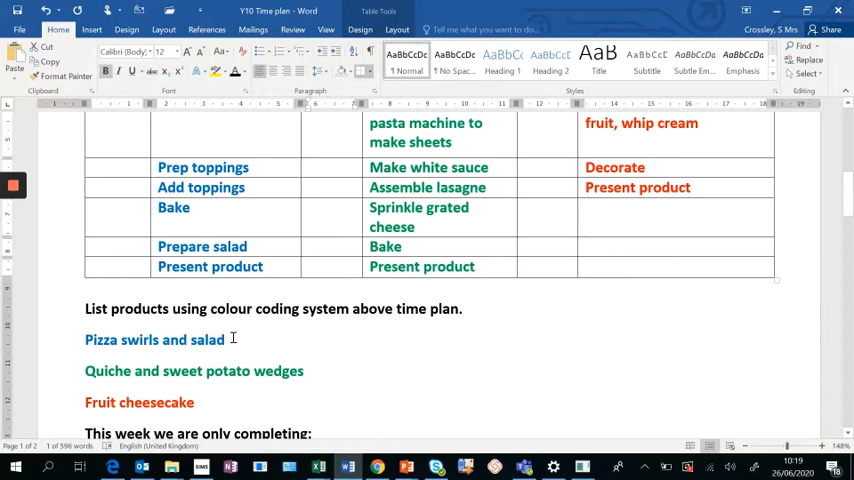 Y10 Time plan - Word
Table Tools
Crossley, S Mrs
File Home Insert Design Layout References Mailings Review View Design Layout Tell me what you want to do... Share
Paste
Cut
Copy
Format Painter
Clipboard
Calibri (Body) 12
Font
Paragraph
AaBbCcDc AaBbCcDc AaBbCc AaBbCcC AaB AaBbCcD AaBbCcDc AaBbCcDc
¶ Normal ¶ No Spac... Heading 1 Heading 2 Title Subtitle Subtle Em... Emphasis
Styles
Find
Replace
Select
Editing
pasta machine to
make sheets
fruit, whip cream
Prep toppings Make white sauce Decorate
Add toppings Assemble lasagne Present product
Bake Sprinkle grated
cheese
Prepare salad Bake
Present product Present product
List products using colour coding system above time plan.
Pizza swirls and salad
Quiche and sweet potato wedges
Fruit cheesecake
This week we are only completing:
Page 1 of 2 1 of 596 words English (United Kingdom) 148%
10:19
26/06/2020
18